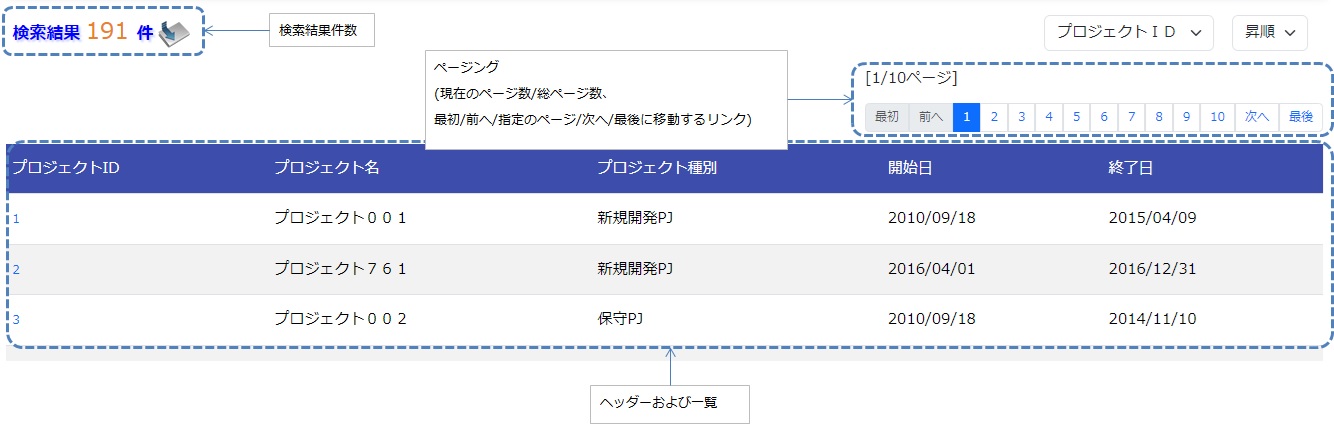 検索結果 191 件
検索結果件数
プロジェクトＩＤ
昇順
ページング
(現在のページ数/総ページ数、
最初/前へ/指定のページ/次へ/最後に移動するリンク)
[1/10ページ]
最初 前へ 1 2 3 4 5 6 7 8 9 10 次へ 最後
プロジェクトID プロジェクト名 プロジェクト種別 開始日 終了日
1 プロジェクト００１ 新規開発PJ 2010/09/18 2015/04/09
2 プロジェクト７６１ 新規開発PJ 2016/04/01 2016/12/31
3 プロジェクト００２ 保守PJ 2010/09/18 2014/11/10
ヘッダーおよび一覧